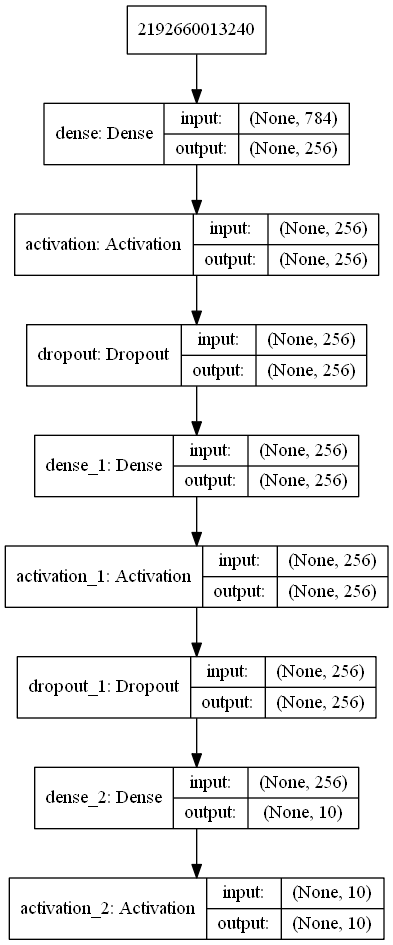 2192660013240
dense: Dense
input:
(None, 784)
output:
(None, 256)
activation: Activation
input:
(None, 256)
output:
(None, 256)
dropout: Dropout
input:
(None, 256)
output:
(None, 256)
dense_1: Dense
input:
(None, 256)
output:
(None, 256)
activation_1: Activation
input:
(None, 256)
output:
(None, 256)
dropout_1: Dropout
input:
(None, 256)
output:
(None, 256)
dense_2: Dense
input:
(None, 256)
output:
(None, 10)
activation_2: Activation
input:
(None, 10)
output:
(None, 10)